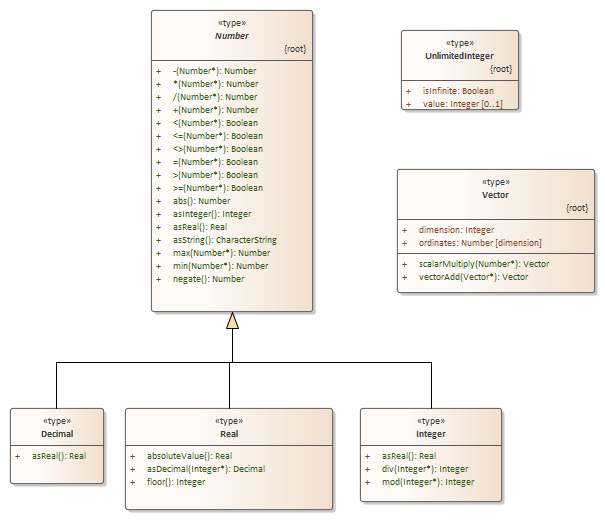 «type»
Number
{root}
+ -(Number*): Number
+ *(Number*): Number
+ /(Number*): Number
+ +(Number*): Number
+ <(Number*): Boolean
+ <=(Number*): Boolean
+ <>(Number*): Boolean
+ =(Number*): Boolean
+ >(Number*): Boolean
+ >=(Number*): Boolean
+ abs(): Number
+ asInteger(): Integer
+ asReal(): Real
+ asString(): CharacterString
+ max(Number*): Number
+ min(Number*): Number
+ negate(): Number
«type»
UnlimitedInteger
{root}
+ isInfinite: Boolean
+ value: Integer [0..1]
«type»
Vector
{root}
+ dimension: Integer
+ ordinates: Number [dimension]
+ scalarMultiply(Number*): Vector
+ vectorAdd(Vector*): Vector
«type»
Decimal
+ asReal(): Real
«type»
Real
+ absoluteValue(): Real
+ asDecimal(Integer*): Decimal
+ floor(): Integer
«type»
Integer
+ asReal(): Real
+ div(Integer*): Integer
+ mod(Integer*): Integer